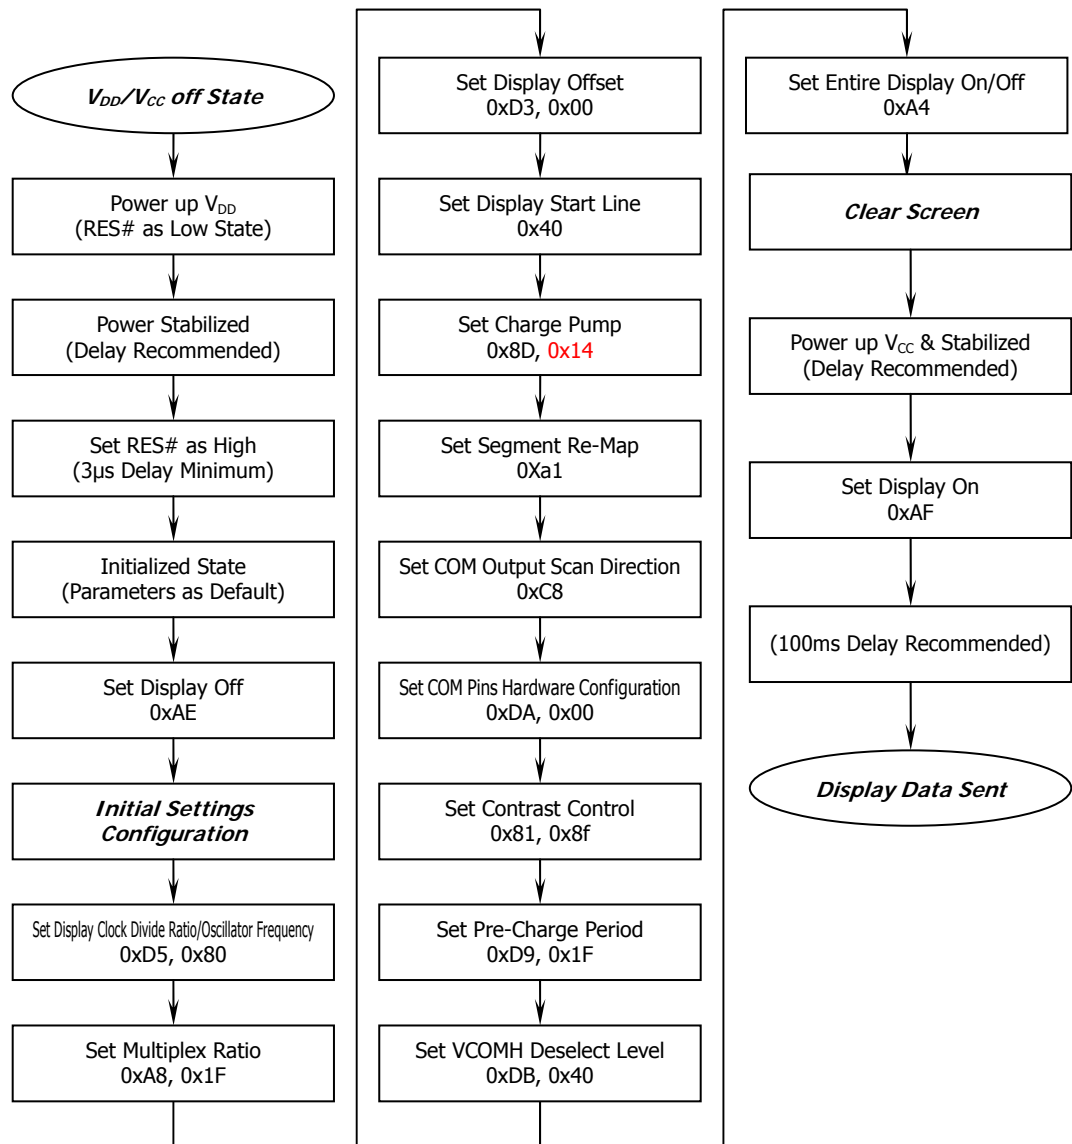 V_DD/V_CC off State
Power up V_DD
(RES# as Low State)
Power Stabilized
(Delay Recommended)
Set RES# as High
(3µs Delay Minimum)
Initialized State
(Parameters as Default)
Set Display Off
0xAE
Initial Settings
Configuration
Set Display Clock Divide Ratio/Oscillator Frequency
0xD5, 0x80
Set Multiplex Ratio
0xA8, 0x1F
Set Display Offset
0xD3, 0x00
Set Display Start Line
0x40
Set Charge Pump
0x8D, 0x14
Set Segment Re-Map
0Xa1
Set COM Output Scan Direction
0xC8
Set COM Pins Hardware Configuration
0xDA, 0x00
Set Contrast Control
0x81, 0x8f
Set Pre-Charge Period
0xD9, 0x1F
Set VCOMH Deselect Level
0xDB, 0x40
Set Entire Display On/Off
0xA4
Clear Screen
Power up V_CC & Stabilized
(Delay Recommended)
Set Display On
0xAF
(100ms Delay Recommended)
Display Data Sent